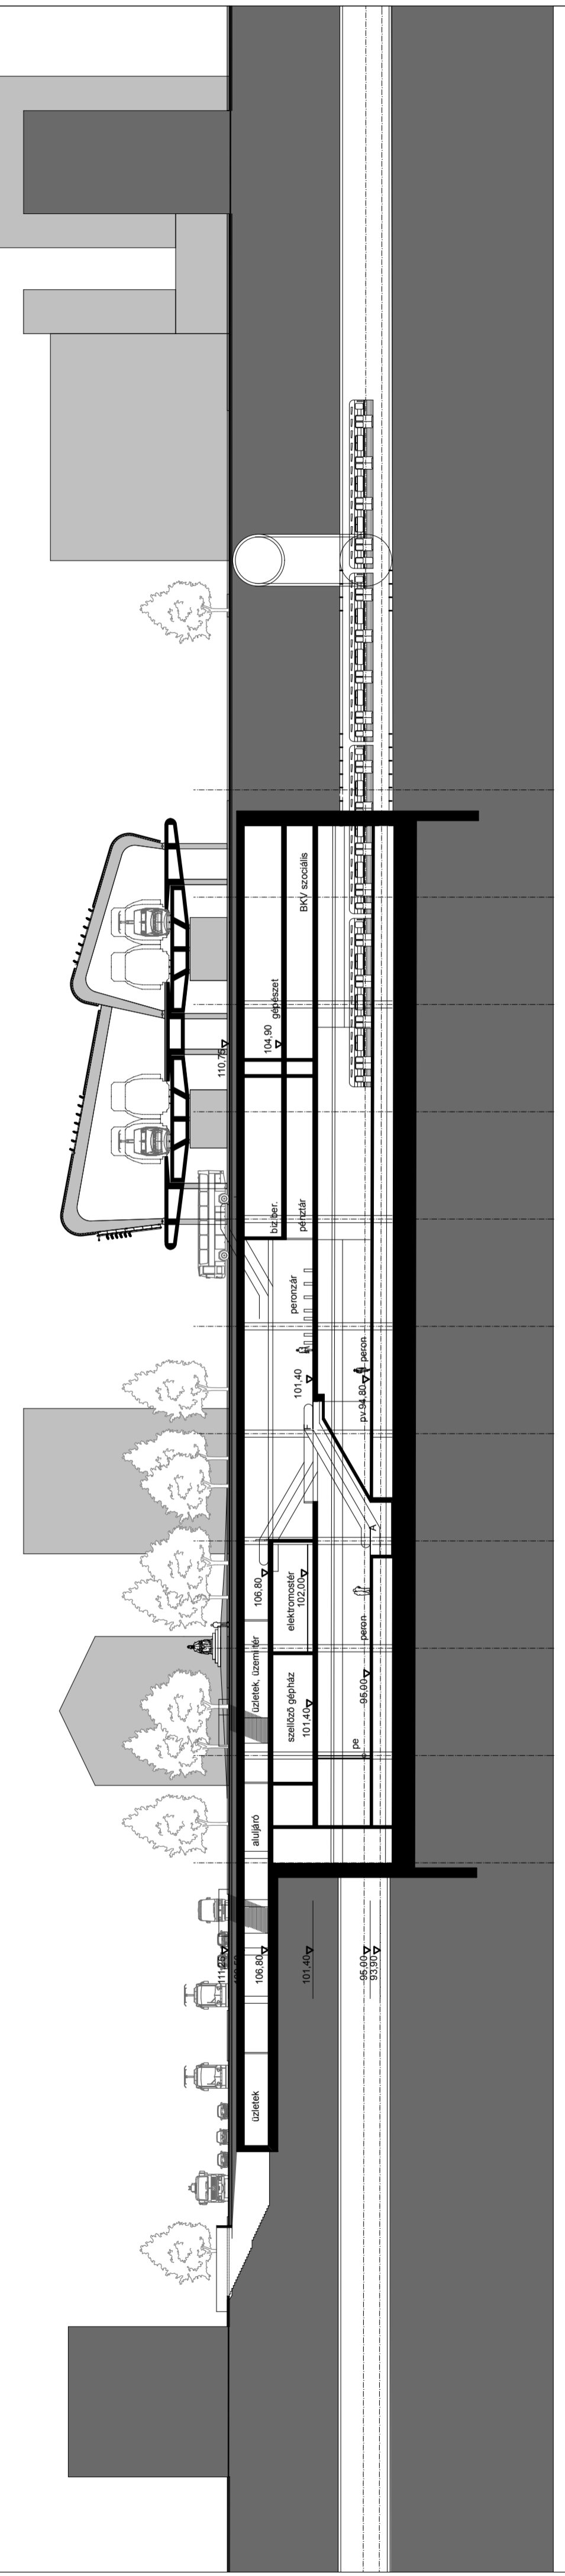 üzletek
111,25
106,80
101,40
95,00
93,90
aluljáró
üzletek, üzemi tér
106,80
szellőző gépház
101,40
elektromostér
102,00
pe
95,00
peron
A
F
101,40
peronzár
pv 94,80
peron
biz.ber.
pénztár
110,75
104,90 gépészet
BKV szociális